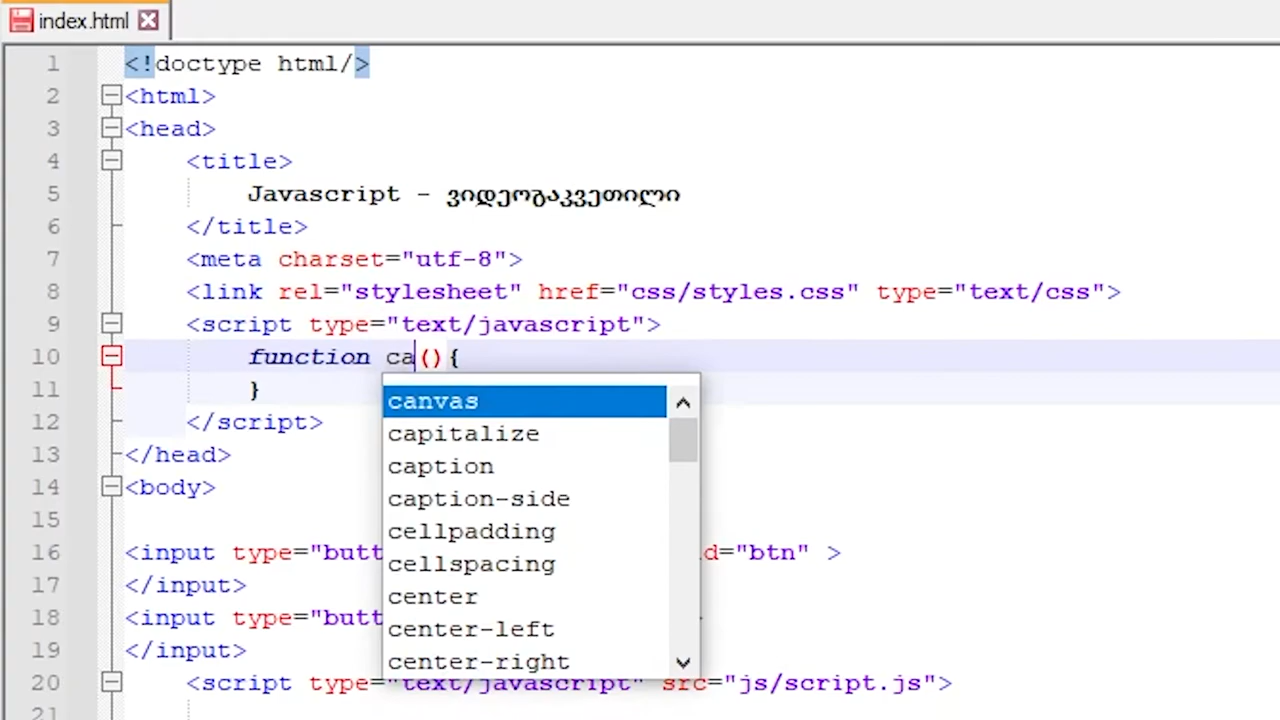 index.html
1 <!doctype html/>
2 <html>
3 <head>
4 <title>
5 Javascript - ვიდეოგაკვეთილი
6 </title>
7 <meta charset="utf-8">
8 <link rel="stylesheet" href="css/styles.css" type="text/css">
9 <script type="text/javascript">
10 function ca(){
11 }
canvas
12 </script>
capitalize
13 </head>
caption
14 <body>
caption-side
15
cellpadding
16 <input type="butt d="btn" >
cellspacing
17 </input>
center
18 <input type="butt
center-left
19 </input>
center-right
20 <script type="text/javascript" src="js/script.js">
21